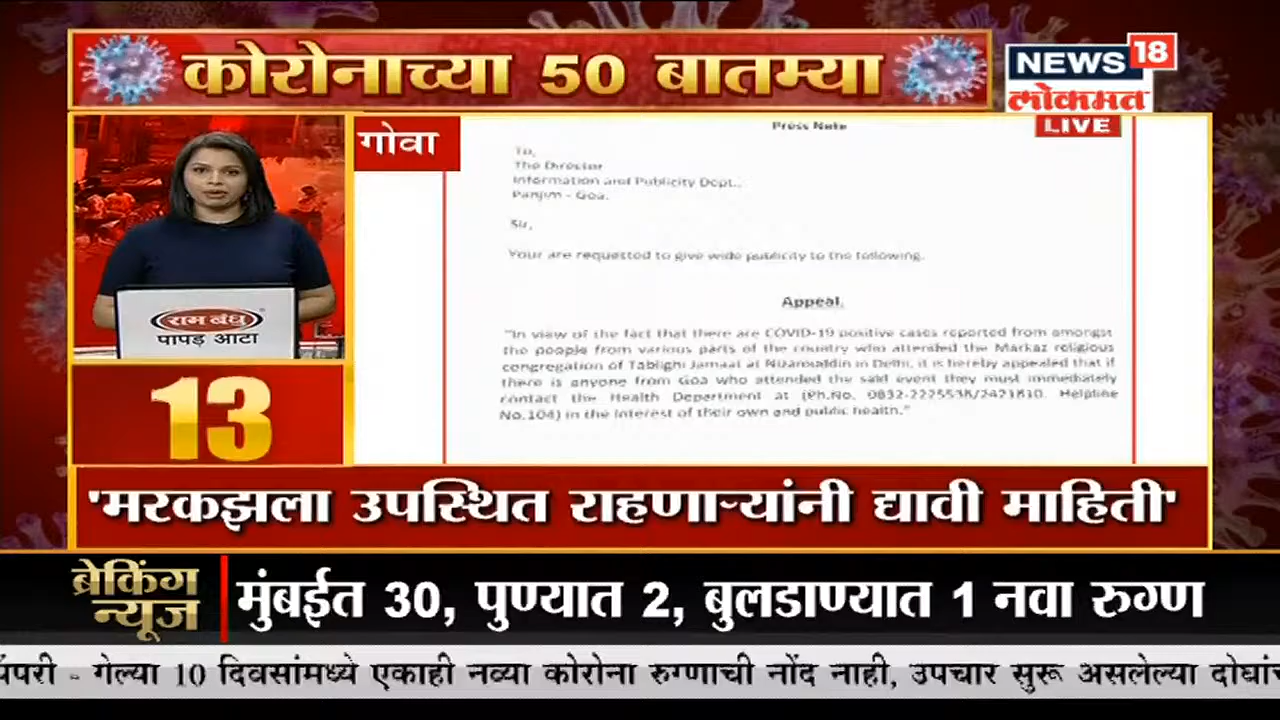 कोरोनाच्या 50 बातम्या
NEWS 18
लोकमत
LIVE
गोवा
Press Note
To,
The Director
Information and Publicity Dept.,
Panjim - Goa.
Sir,
Your are requested to give wide publicity to the following.
Appeal.
"In view of the fact that there are COVID-19 positive cases reported from amongst
the people from various parts of the country who attended the Markaz religious
congregation of Tablighi Jamaat at Nizamuddin in Delhi, it is hereby appealed that if
there is anyone from Goa who attended the said event they must immediately
contact the Health Department at (Ph.No. 0832-2225538/2421810. Helpline
No.104) in the interest of their own and public health."
राम बंधु
पापड़ आटा
13
'मरकझला उपस्थित राहणाऱ्यांनी द्यावी माहिती'
ब्रेकिंग
न्यूज
मुंबईत 30, पुण्यात 2, बुलडाण्यात 1 नवा रुग्ण
पिंपरी - गेल्या 10 दिवसांमध्ये एकाही नव्या कोरोना रुग्णाची नोंद नाही, उपचार सुरू असलेल्या